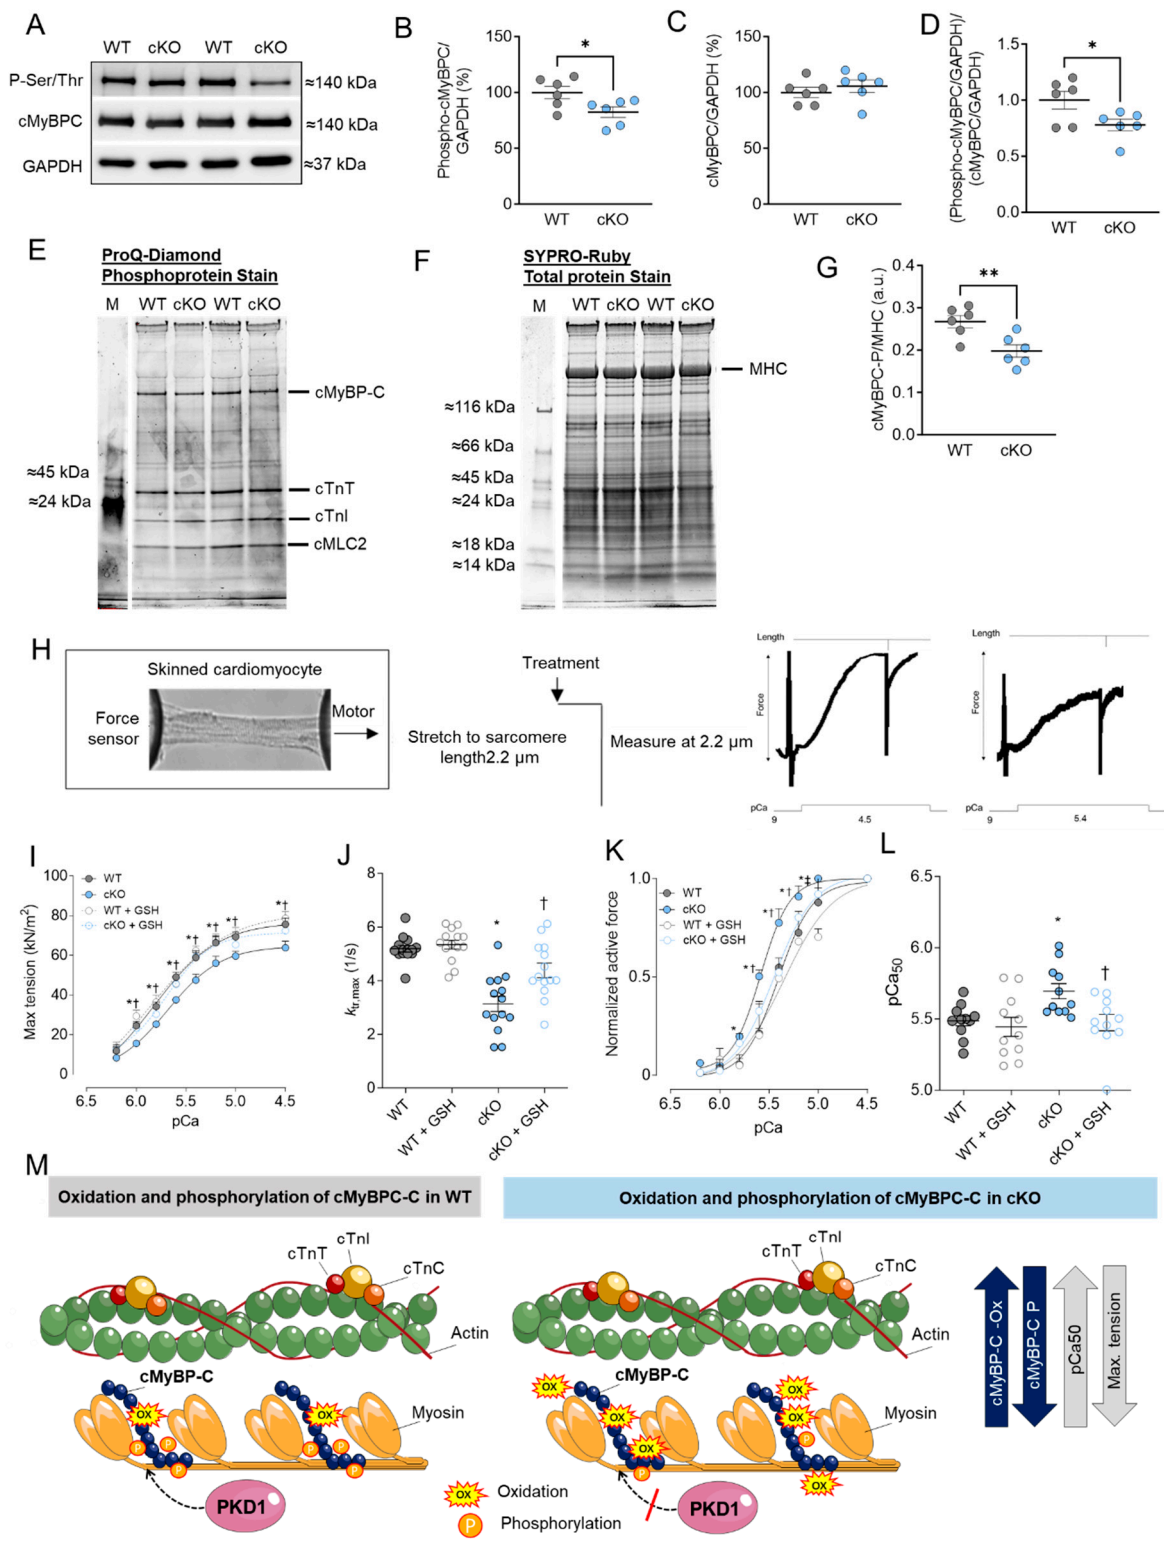 A
WT cKO WT cKO
P-Ser/Thr
≈140 kDa
cMyBPC
≈140 kDa
GAPDH
≈37 kDa
B
Phospho-cMyBPC/
GAPDH (%)
150
100
50
0
*
WT cKO
C
cMyBPC/GAPDH (%)
150
100
50
0
WT cKO
D
(Phospho-cMyBPC/GAPDH)/
(cMyBPC/GAPDH)
1.5
1.0
0.5
0.0
*
WT cKO
E
ProQ-Diamond
Phosphoprotein Stain
M WT cKO WT cKO
cMyBP-C
≈45 kDa
≈24 kDa
cTnT
cTnI
cMLC2
F
SYPRO-Ruby
Total protein Stain
M WT cKO WT cKO
MHC
≈116 kDa
≈66 kDa
≈45 kDa
≈24 kDa
≈18 kDa
≈14 kDa
G
cMyBPC-P/MHC (a.u.)
0.4
0.3
0.2
0.1
0.0
**
WT cKO
H
Skinned cardiomyocyte
Force
sensor
Motor
Treatment
Stretch to sarcomere
length2.2 µm
Measure at 2.2 µm
Length
Force
pCa
9 4.5
Length
Force
pCa
9 5.4
I
Max tension (kN/m²)
100
80
60
40
20
0
WT
cKO
WT + GSH
cKO + GSH
*† *† *† *† *† *† *†
6.5 6.0 5.5 5.0 4.5
pCa
J
ktr,max (1/s)
8
6
4
2
0
* †
WT
WT + GSH
cKO
cKO + GSH
K
Normalized active force
1.0
0.5
0
WT
cKO
WT + GSH
cKO + GSH
* *† *† *† *‡
6.5 6.0 5.5 5.0 4.5
pCa
L
pCa50
6.5
6.0
5.5
5.0
* †
WT
WT + GSH
cKO
cKO + GSH
M
Oxidation and phosphorylation of cMyBPC-C in WT
cTnT
cTnI
cTnC
Actin
cMyBP-C
OX OX
P P P P P P
Myosin
PKD1
Oxidation and phosphorylation of cMyBPC-C in cKO
cTnT
cTnI
cTnC
Actin
cMyBP-C
OX OX OX OX OX OX
P P
Myosin
PKD1
OX Oxidation
P Phosphorylation
cMyBP-C -Ox
cMyBP-C P
pCa50
Max. tension